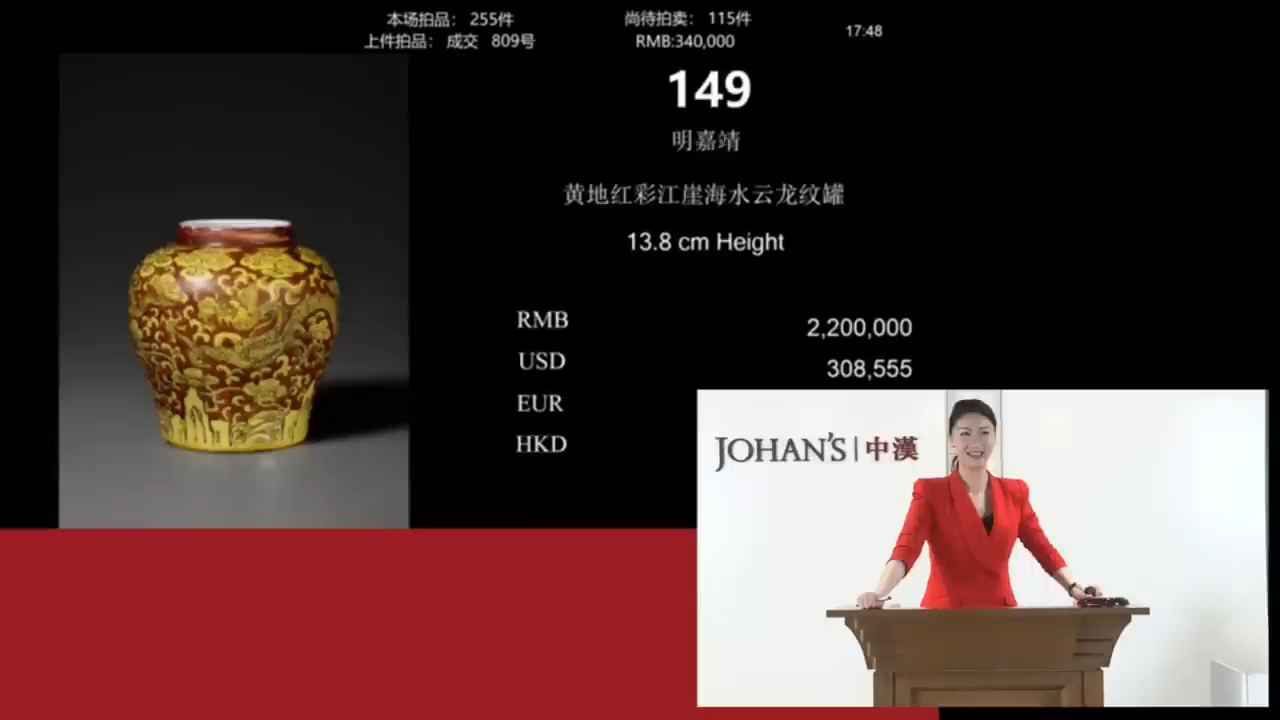 本场拍品： 255件
尚待拍卖： 115件
上件拍品： 成交 809号
RMB:340,000
17:48
149
明嘉靖
黄地红彩江崖海水云龙纹罐
13.8 cm Height
RMB 2,200,000
USD 308,555
EUR
HKD
JOHAN'S | 中漢